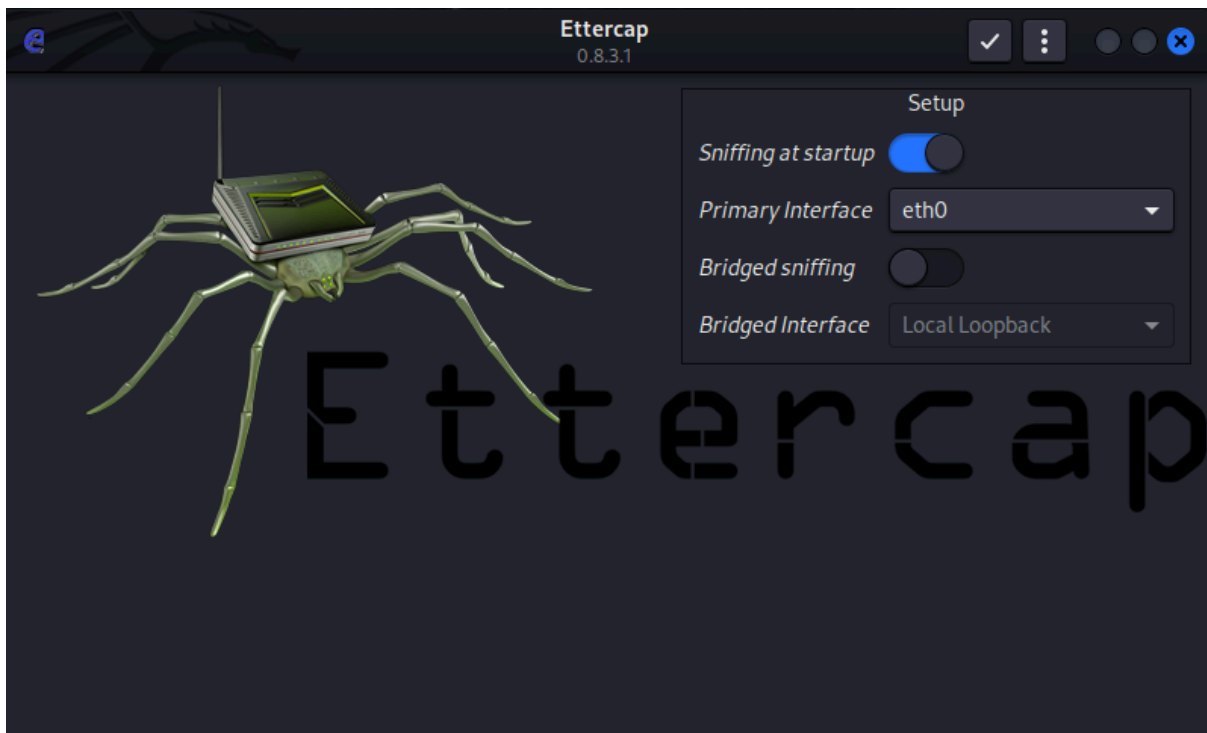 Ettercap
0.8.3.1
Setup
Sniffing at startup
Primary Interface eth0
Bridged sniffing
Bridged Interface Local Loopback
Ettercap